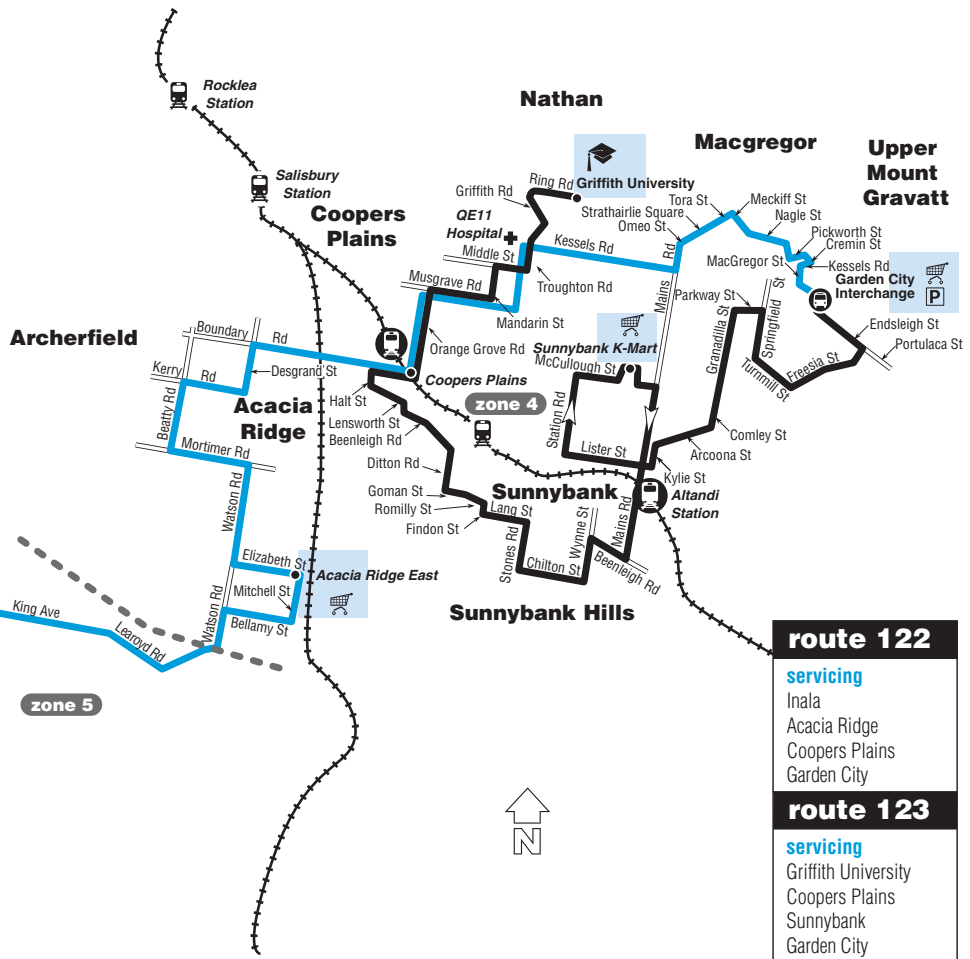 Rocklea
Station
Nathan
Macgregor
Upper
Mount
Gravatt
Salisbury
Station
Coopers
Plains
Ring Rd
Griffith University
Griffith Rd
QE11
Hospital
Middle St
Tora St
Meckiff St
Strathairlie Square
Nagle St
Omeo St
Pickworth St
Cremin St
Kessels Rd
MacGregor St
Kessels Rd
Garden City
Interchange
P
Musgrave Rd
Troughton Rd
Mains
Rd
Parkway St
Springfield St
Mandarin St
Endsleigh St
Portulaca St
Archerfield
Boundary
Rd
Orange Grove Rd
Sunnybank K-Mart
McCullough St
Granadilla St
Freesia St
Turnmill St
Kerry
Rd
Desgrand St
Coopers Plains
Halt St
zone 4
Beatty Rd
Acacia
Ridge
Lensworth St
Beenleigh Rd
Station Rd
Comley St
Arcoona St
Mortimer Rd
Lister St
Ditton Rd
Kylie St
Watson Rd
Goman St
Romilly St
Findon St
Lang St
Sunnybank
Altandi
Station
Stones Rd
Wynne St
Mains Rd
Chilton St
Beenleigh Rd
Elizabeth St
Acacia Ridge East
Mitchell St
Sunnybank Hills
King Ave
Learoyd Rd
Watson Rd
Bellamy St
zone 5
N
route 122
servicing
Inala
Acacia Ridge
Coopers Plains
Garden City
route 123
servicing
Griffith University
Coopers Plains
Sunnybank
Garden City